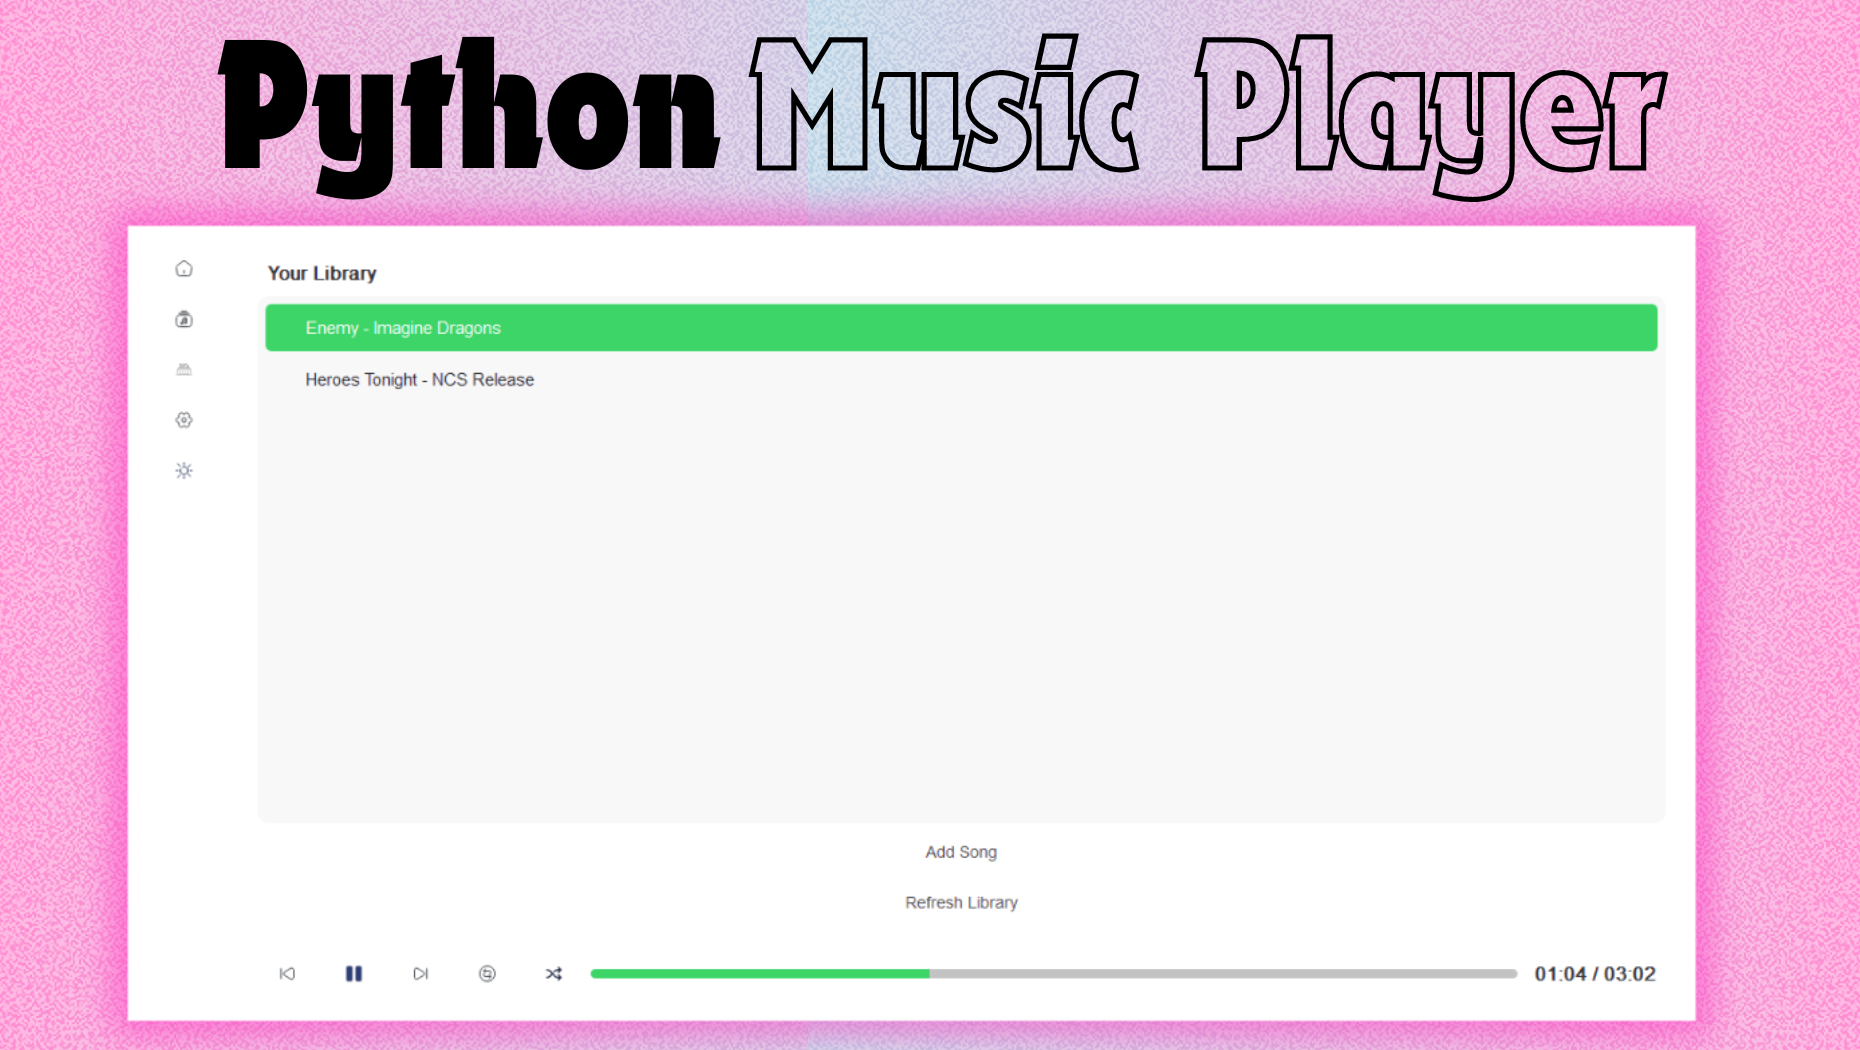 Python Music Player
Your Library
Enemy - Imagine Dragons
Heroes Tonight - NCS Release
Add Song
Refresh Library
01:04 / 03:02